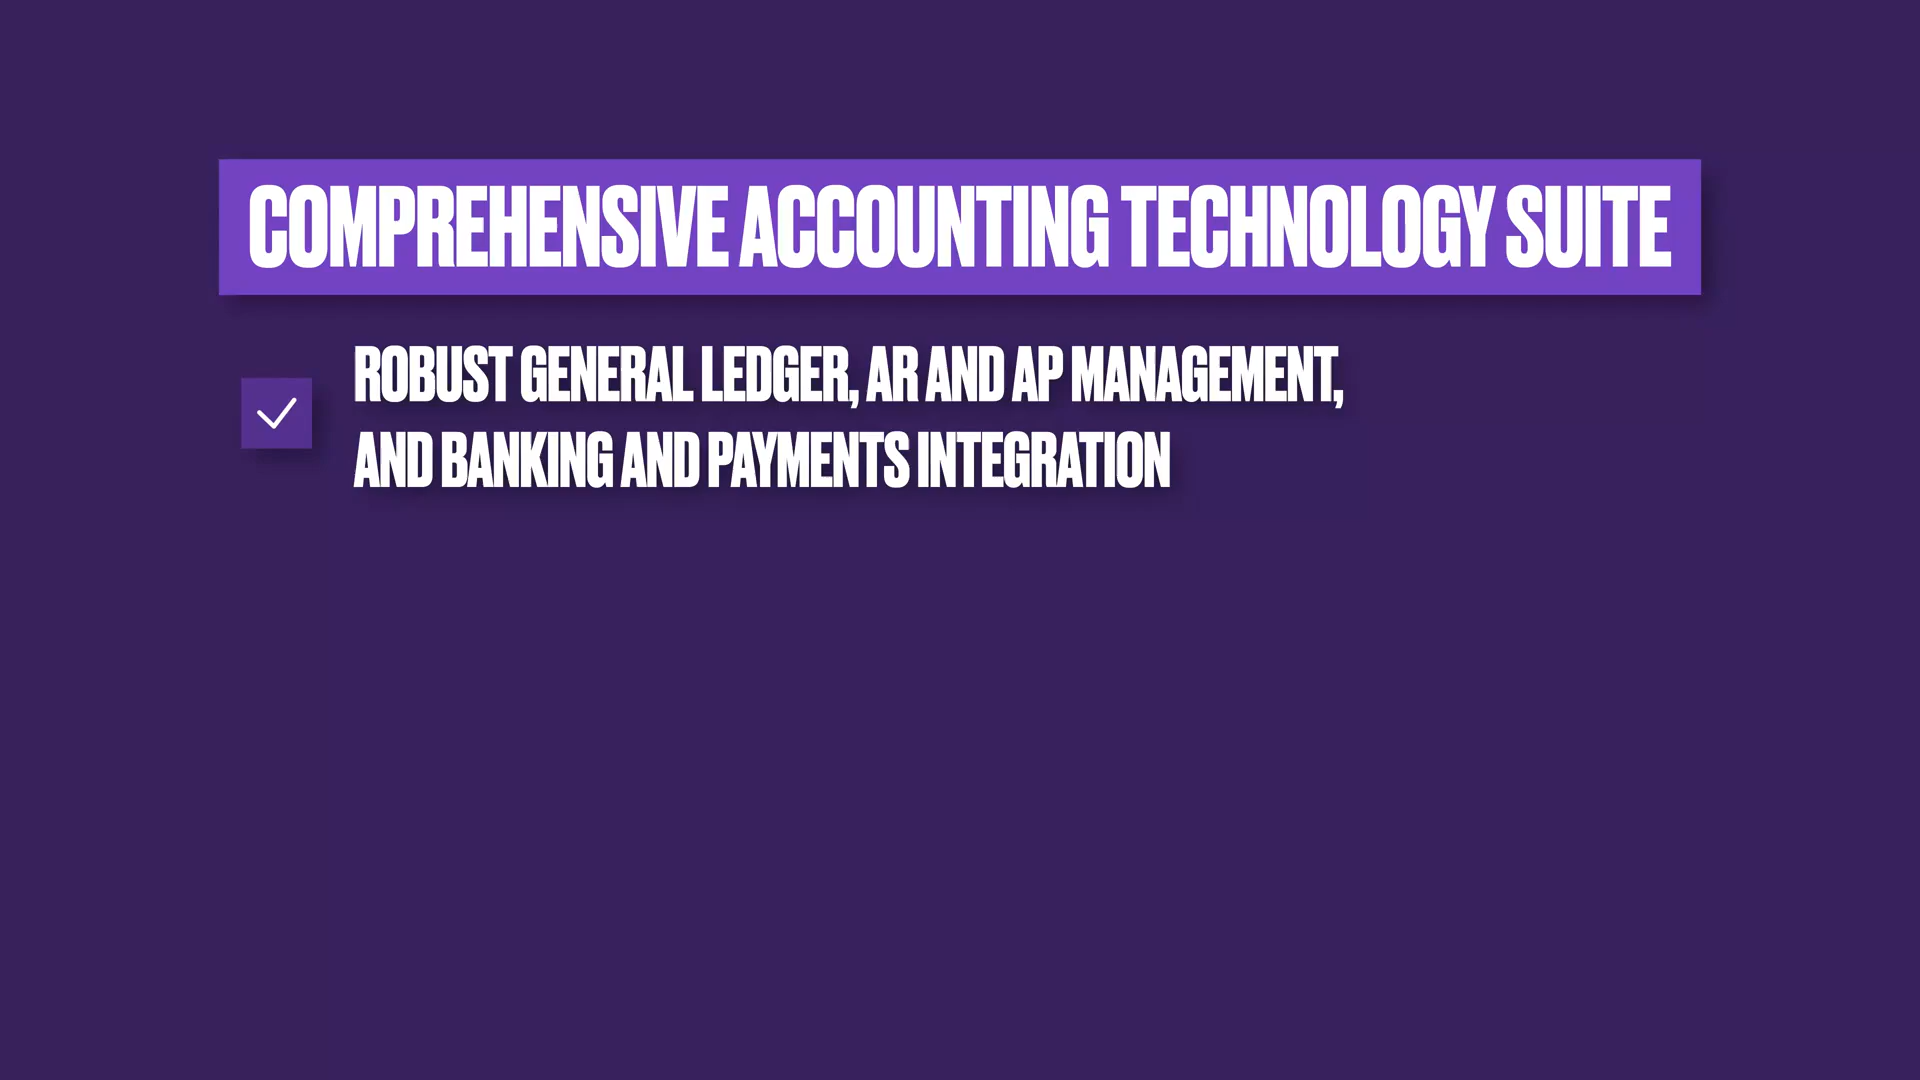 COMPREHENSIVE ACCOUNTING TECHNOLOGY SUITE
ROBUST GENERAL LEDGER, AR AND AP MANAGEMENT,
AND BANKING AND PAYMENTS INTEGRATION